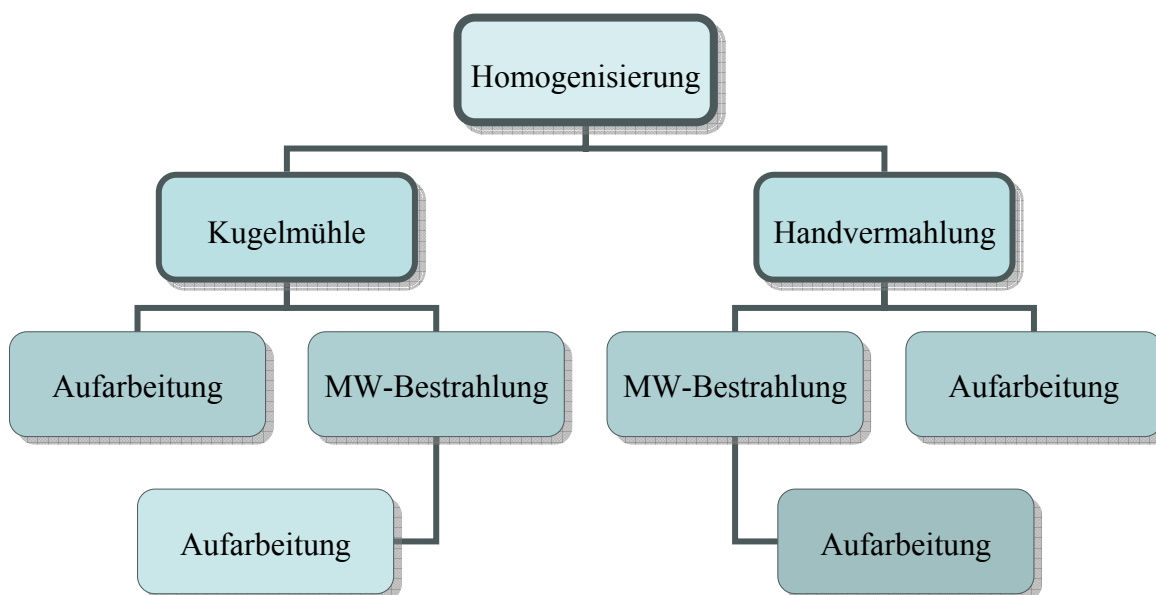 Homogenisierung
Kugelmühle
Handvermahlung
Aufarbeitung
MW-Bestrahlung
MW-Bestrahlung
Aufarbeitung
Aufarbeitung
Aufarbeitung